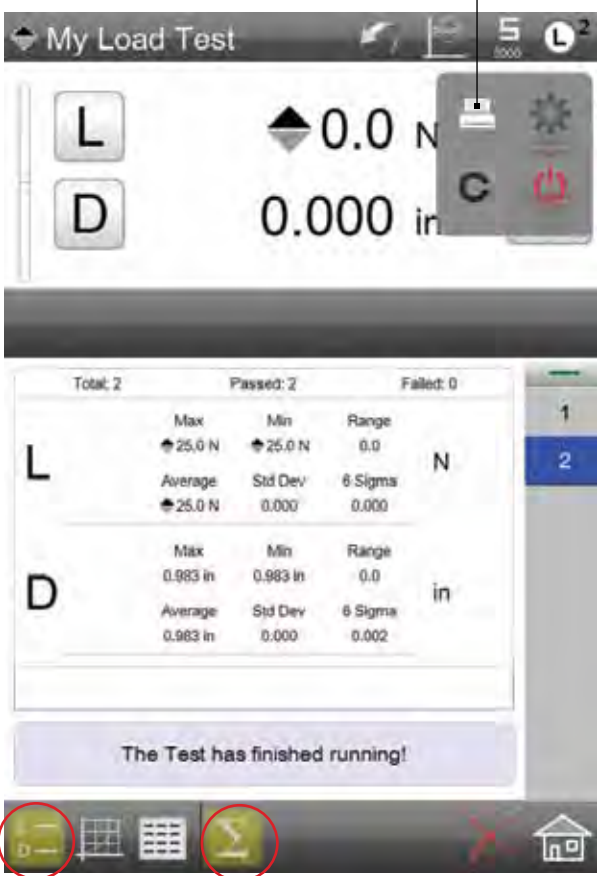 My Load Test
5
5000
L 2
L
0.0 N
C
D
0.000 in
Total: 2 Passed: 2 Failed: 0
1
2
Max Min Range
25.0 N 25.0 N 0.0
L
N
Average Std Dev 6 Sigma
25.0 N 0.000 0.000
Max Min Range
0.983 in 0.983 in 0.0
D
in
Average Std Dev 6 Sigma
0.983 in 0.000 0.002
The Test has finished running!
L
D
Σ